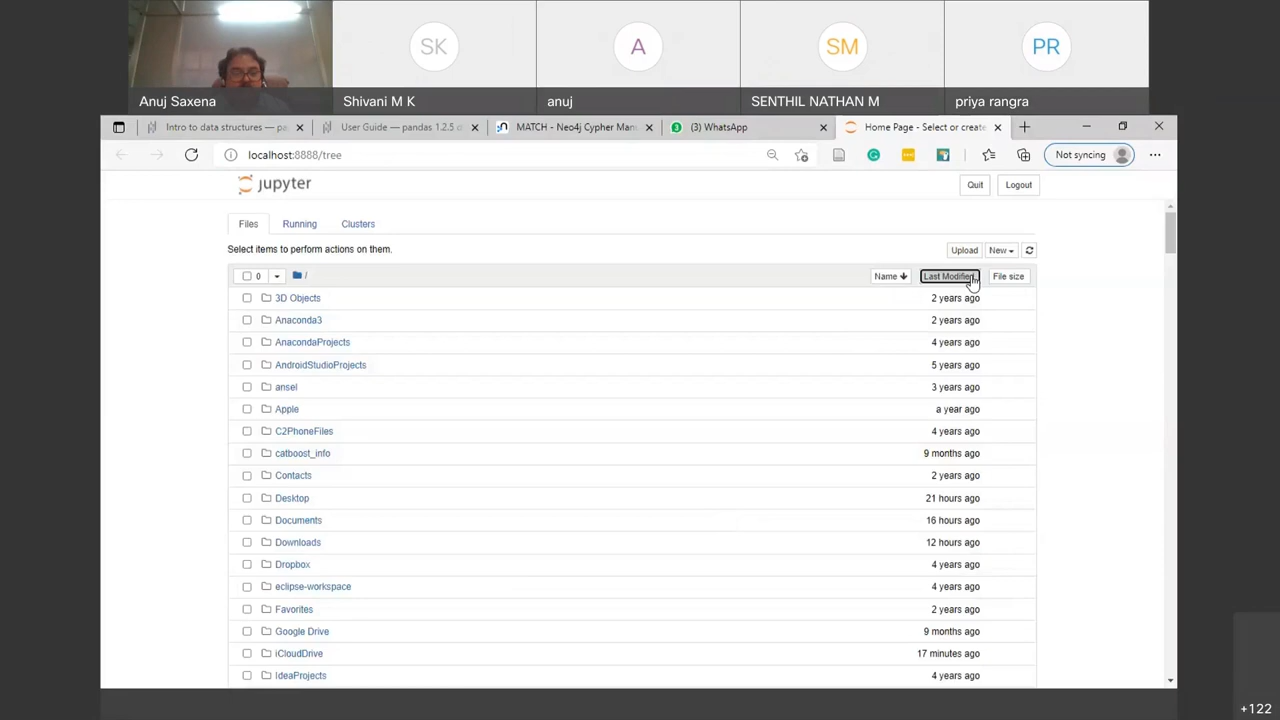 SK
A
SM
PR
Anuj Saxena
Shivani M K
anuj
SENTHIL NATHAN M
priya rangra
Intro to data structures — pa
User Guide — pandas 1.2.5 d
MATCH - Neo4j Cypher Man
(3) WhatsApp
Home Page - Select or create
localhost:8888/tree
Not syncing
jupyter
Quit
Logout
Files
Running
Clusters
Select items to perform actions on them.
Upload
New
0
/
Name
Last Modified
File size
3D Objects 2 years ago
Anaconda3 2 years ago
AnacondaProjects 4 years ago
AndroidStudioProjects 5 years ago
ansel 3 years ago
Apple a year ago
C2PhoneFiles 4 years ago
catboost_info 9 months ago
Contacts 2 years ago
Desktop 21 hours ago
Documents 16 hours ago
Downloads 12 hours ago
Dropbox 4 years ago
eclipse-workspace 4 years ago
Favorites 2 years ago
Google Drive 9 months ago
iCloudDrive 17 minutes ago
IdeaProjects 4 years ago
+122